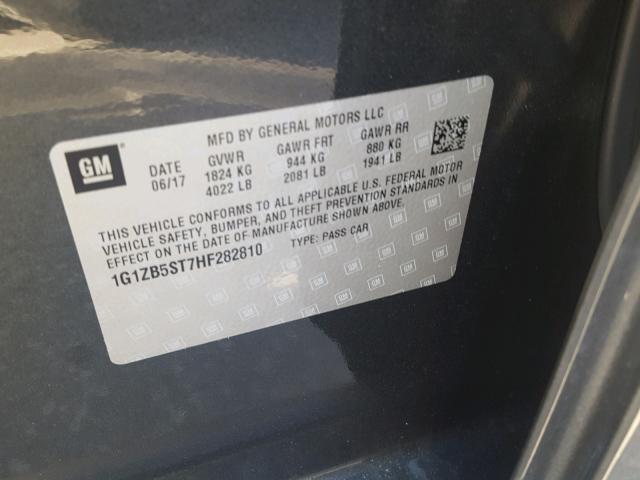 MFD BY GENERAL MOTORS LLC
GM
DATE GVWR GAWR FRT GAWR RR
06/17 1824 KG 944 KG 880 KG
4022 LB 2081 LB 1941 LB
THIS VEHICLE CONFORMS TO ALL APPLICABLE U.S. FEDERAL MOTOR
VEHICLE SAFETY, BUMPER, AND THEFT PREVENTION STANDARDS IN
EFFECT ON THE DATE OF MANUFACTURE SHOWN ABOVE.
1G1ZB5ST7HF282810 TYPE: PASS CAR